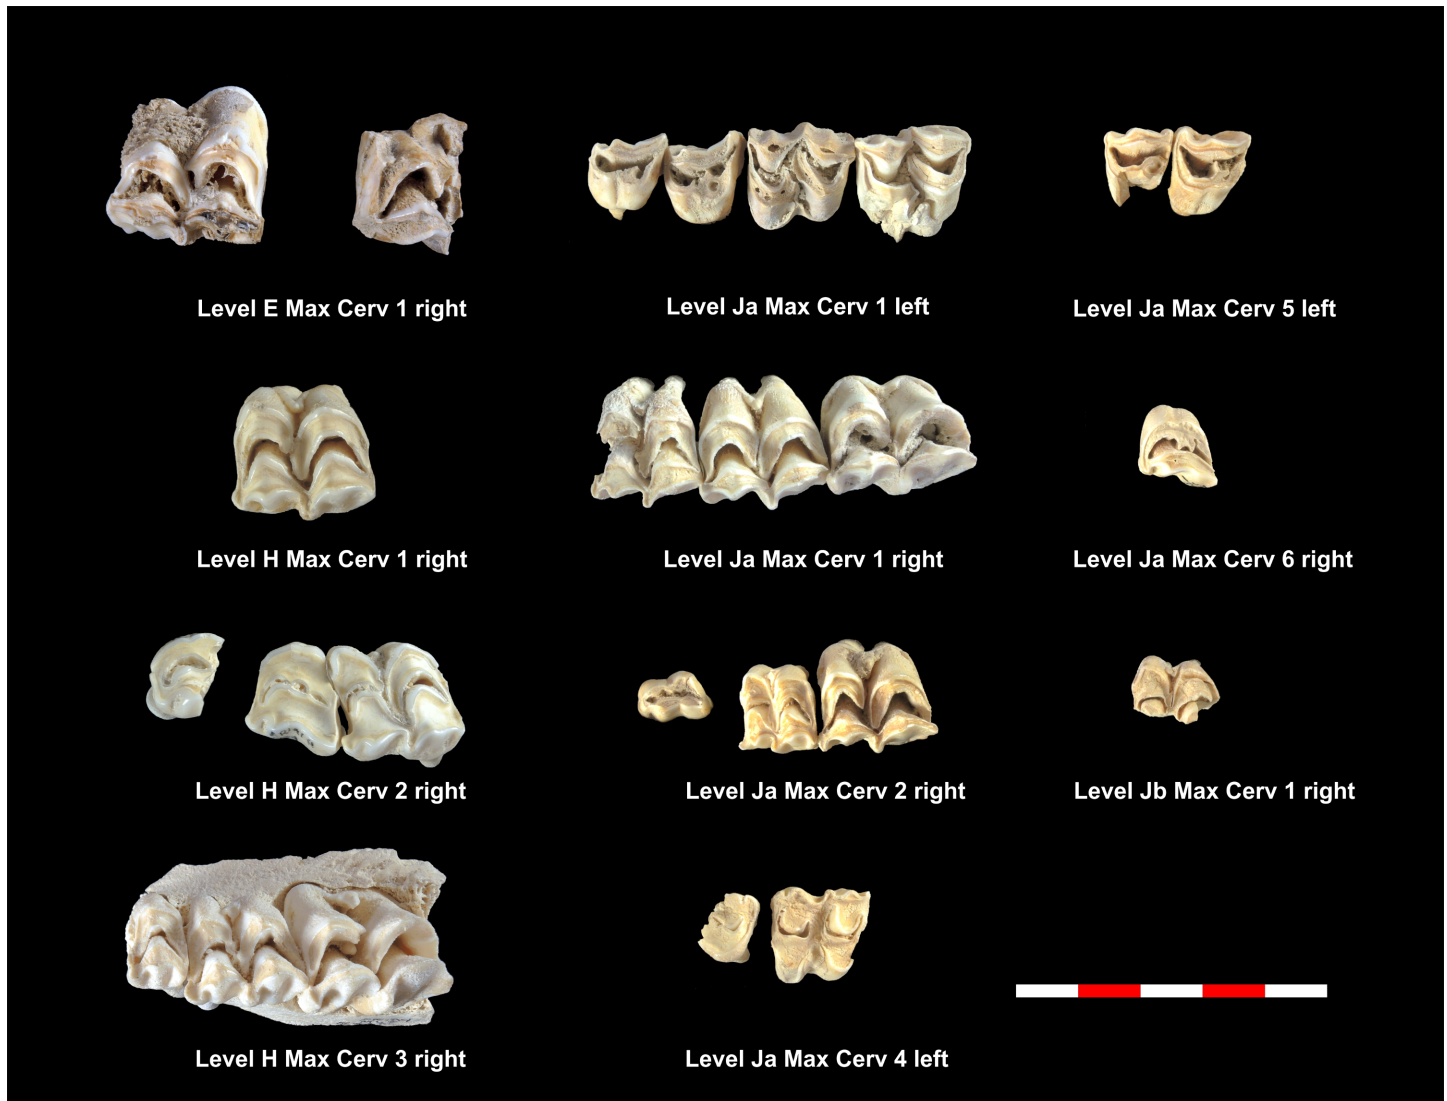 Level E Max Cerv 1 right
Level Ja Max Cerv 1 left
Level Ja Max Cerv 5 left
Level H Max Cerv 1 right
Level Ja Max Cerv 1 right
Level Ja Max Cerv 6 right
Level H Max Cerv 2 right
Level Ja Max Cerv 2 right
Level Jb Max Cerv 1 right
Level H Max Cerv 3 right
Level Ja Max Cerv 4 left